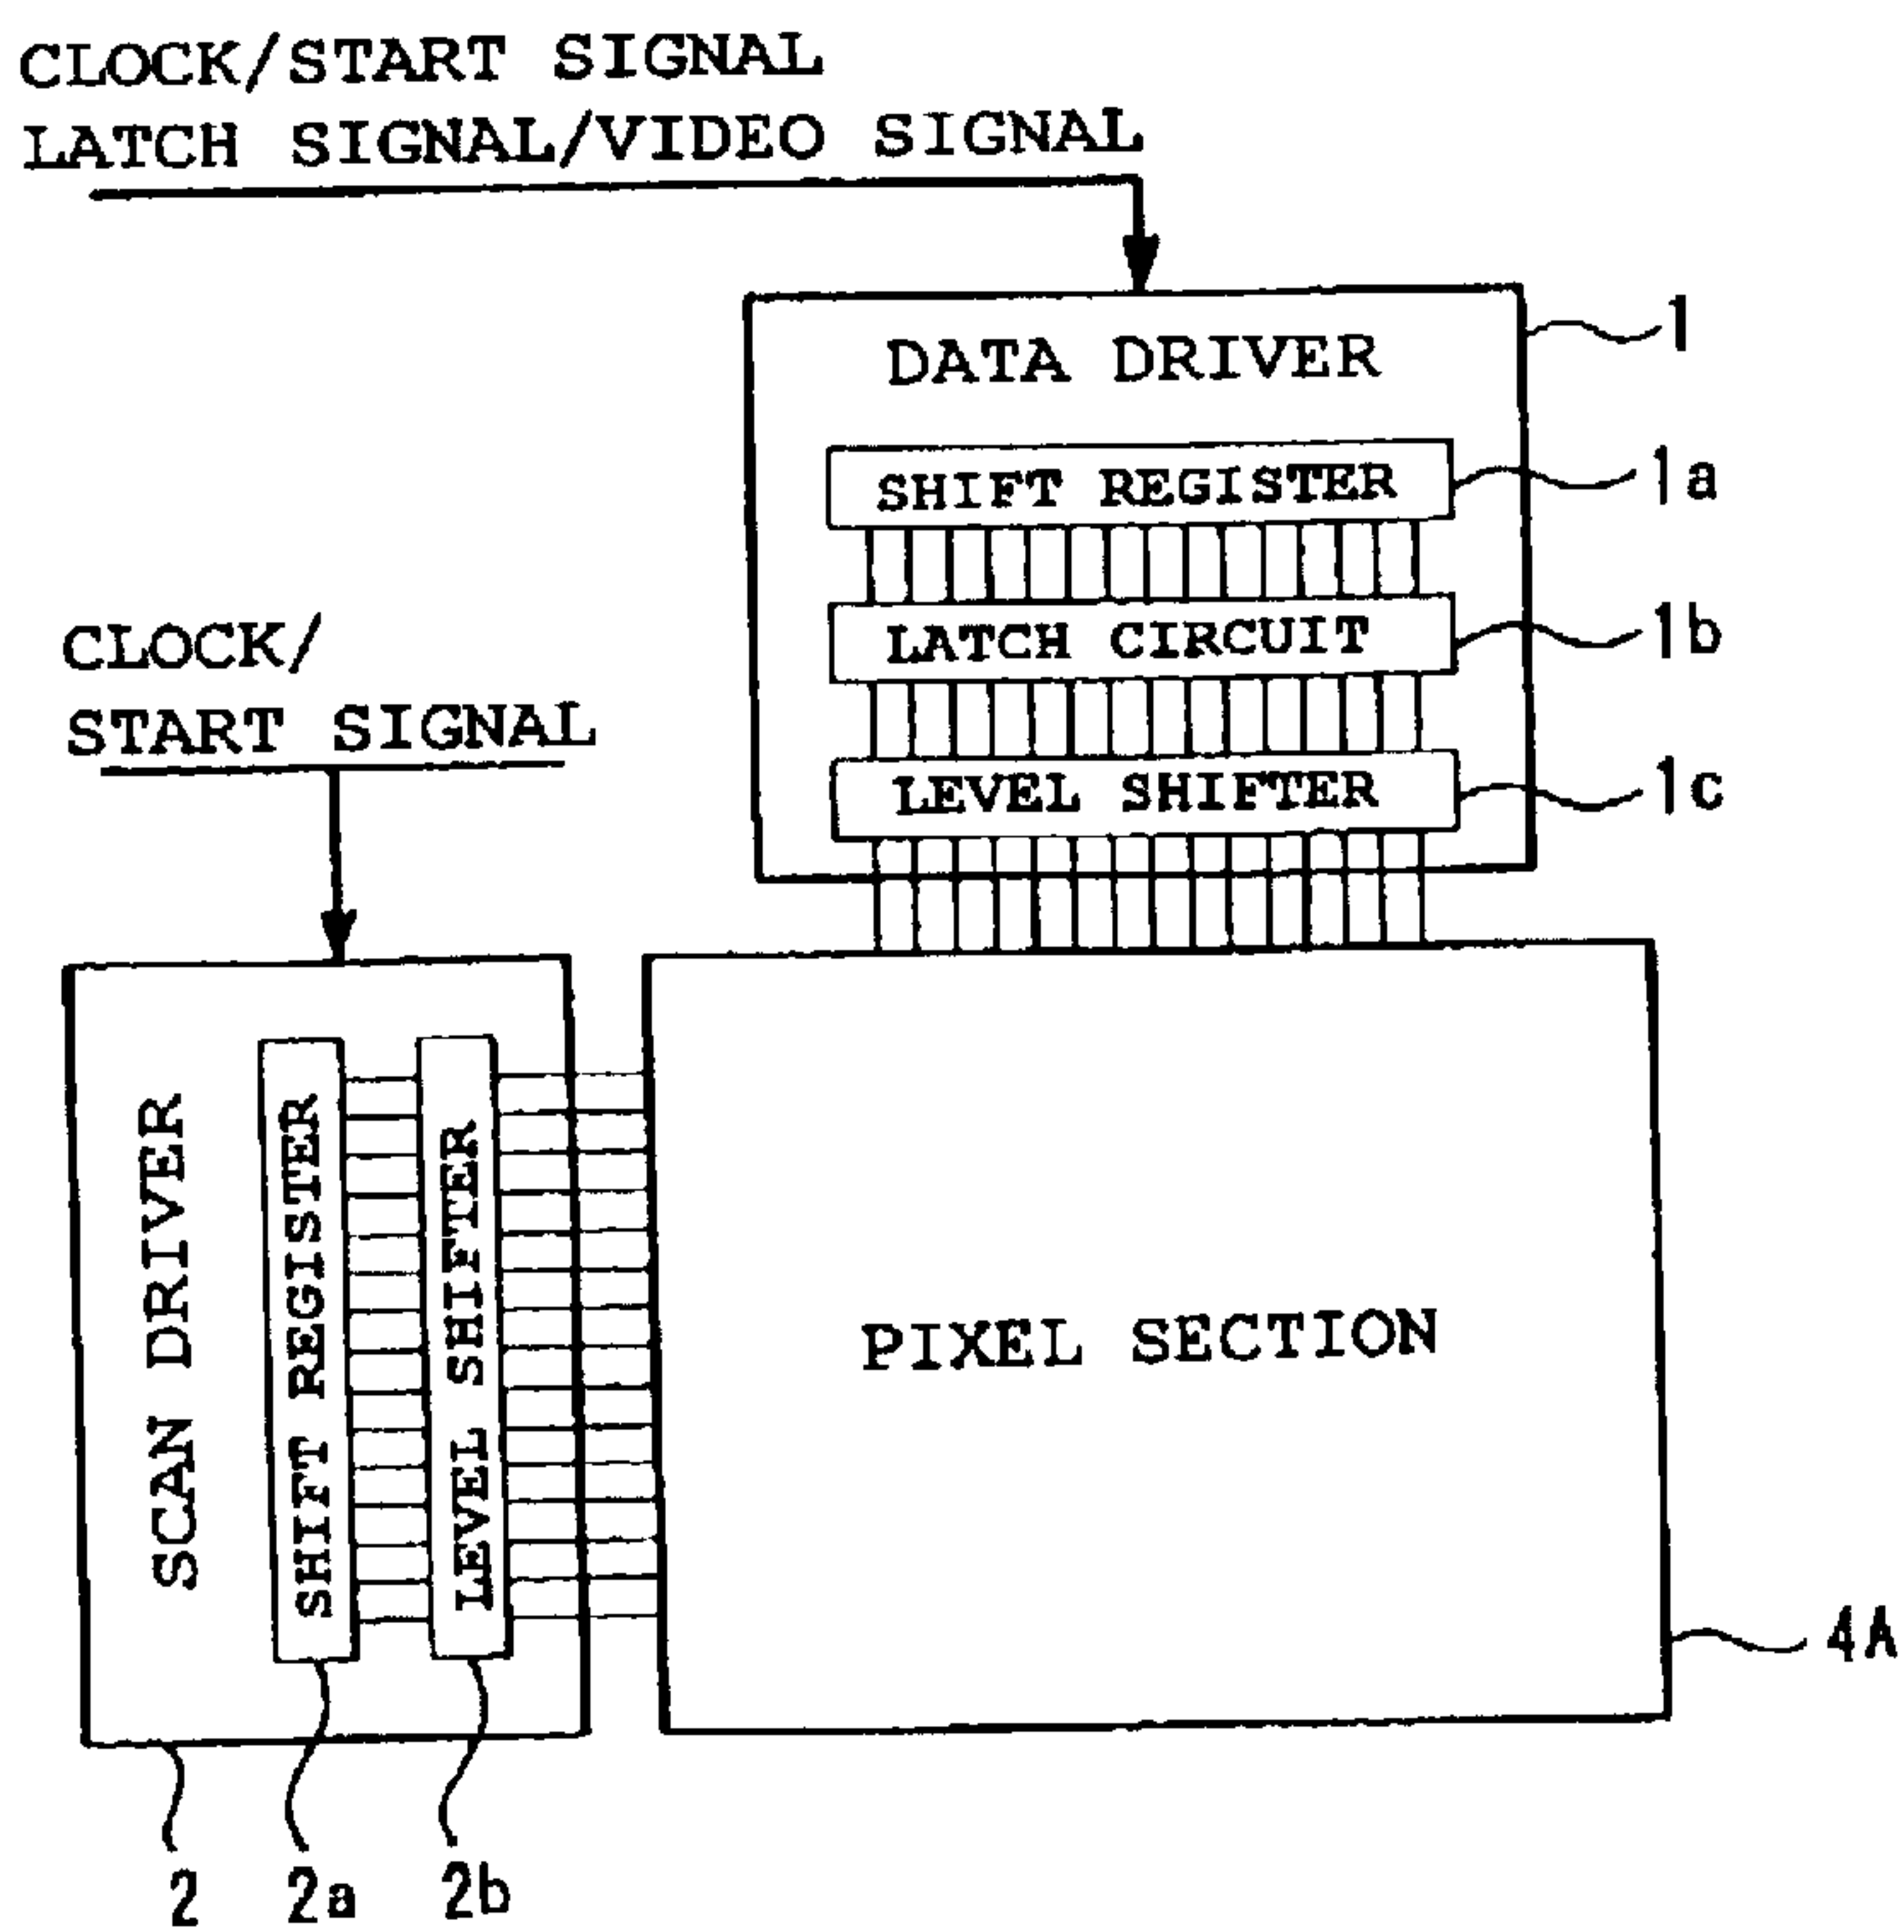 CLOCK/START SIGNAL
LATCH SIGNAL/VIDEO SIGNAL
DATA DRIVER
1
SHIFT REGISTER
1a
LATCH CIRCUIT
1b
LEVEL SHIFTER
1c
CLOCK/
START SIGNAL
SCAN DRIVER
SHIFT REGISTER
LEVEL SHIFTER
PIXEL SECTION
4A
2
2a
2b